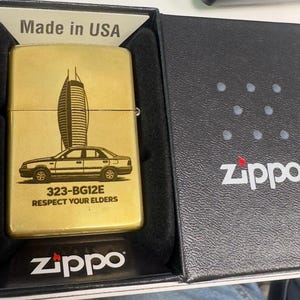 Made in USA
323-BG12E
RESPECT YOUR ELDERS
zippo
zippo